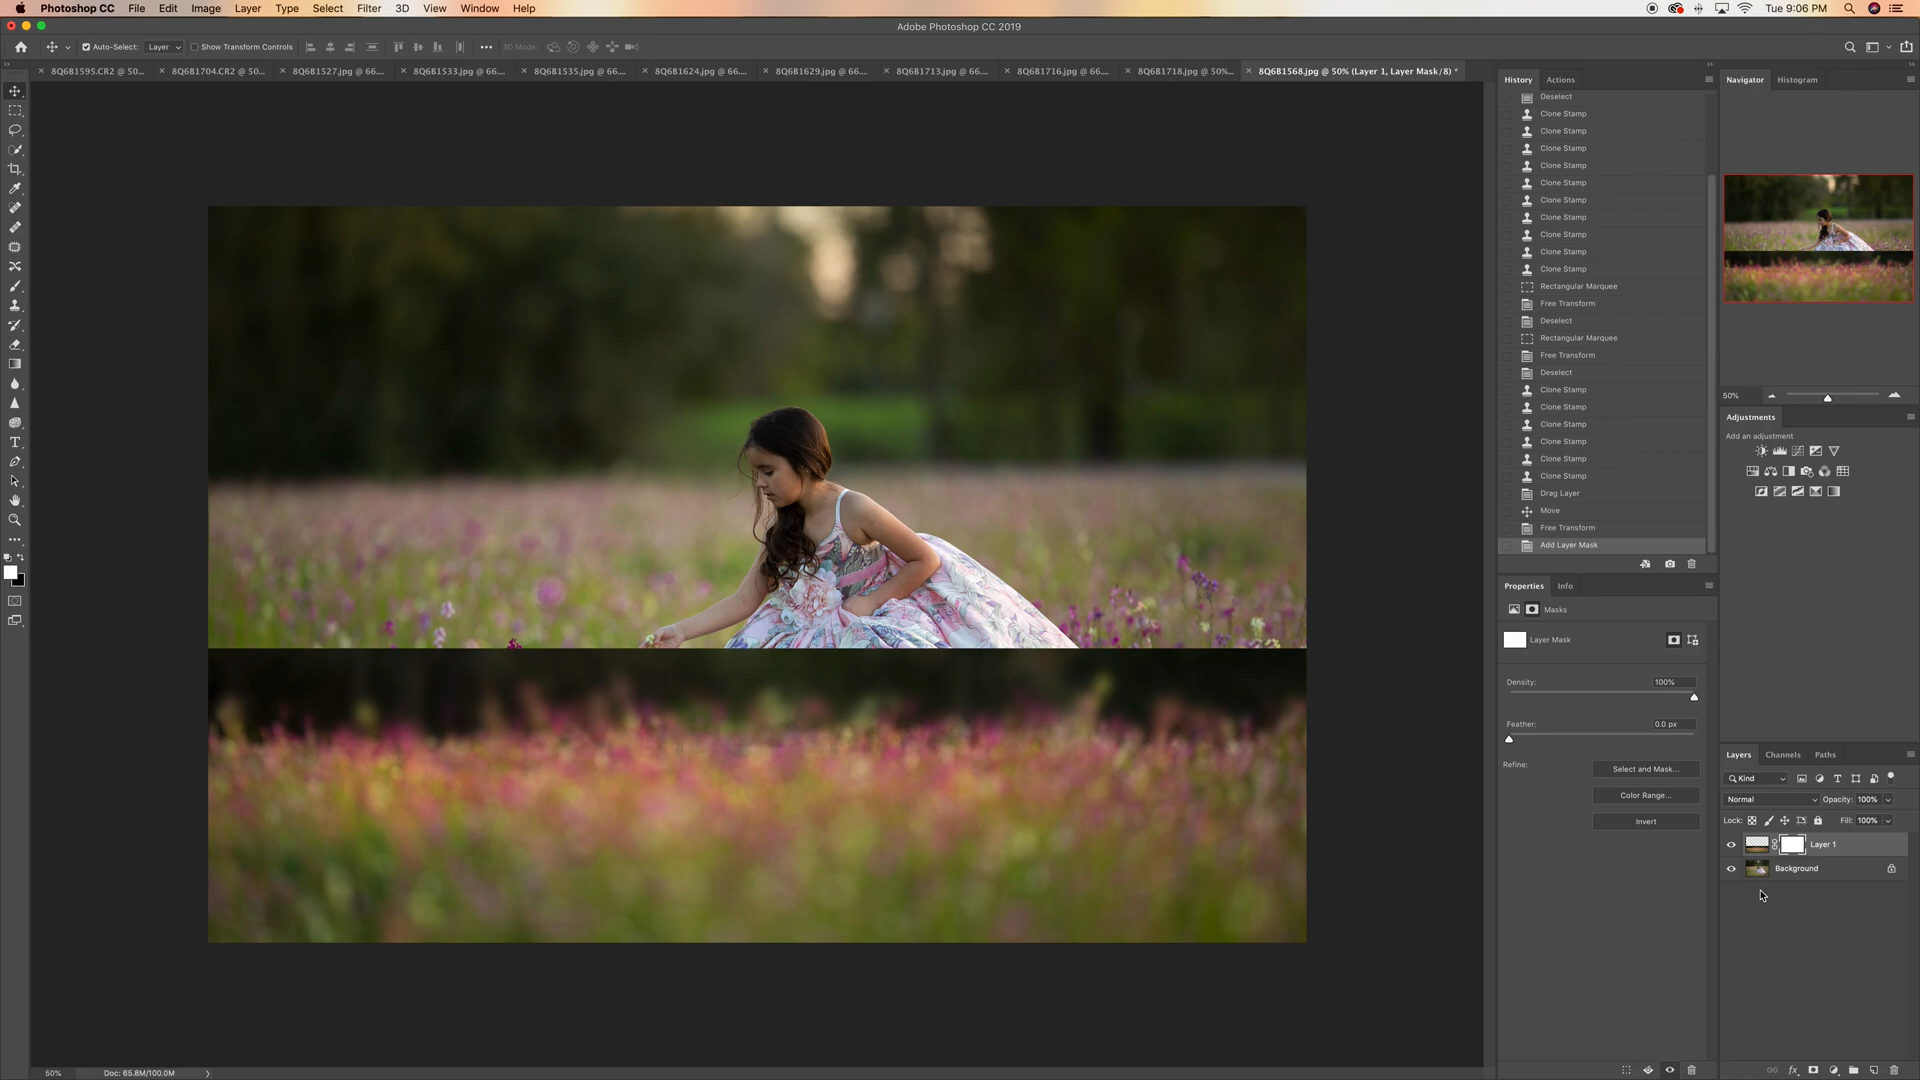 Photoshop CC File Edit Image Layer Type Select Filter 3D View Window Help Tue 9:06 PM
Adobe Photoshop CC 2019
Auto-Select: Layer Show Transform Controls 3D Mode:
8Q6B1595.CR2 @ 50... 8Q6B1704.CR2 @ 50... 8Q6B1527.jpg @ 66.... 8Q6B1533.jpg @ 66.... 8Q6B1535.jpg @ 66.... 8Q6B1624.jpg @ 66.... 8Q6B1629.jpg @ 66.... 8Q6B1713.jpg @ 66.... 8Q6B1716.jpg @ 66.... 8Q6B1718.jpg @ 50%... 8Q6B1568.jpg @ 50% (Layer 1, Layer Mask/8) *
History Actions
Deselect
Clone Stamp
Clone Stamp
Clone Stamp
Clone Stamp
Clone Stamp
Clone Stamp
Clone Stamp
Clone Stamp
Clone Stamp
Clone Stamp
Rectangular Marquee
Free Transform
Deselect
Rectangular Marquee
Free Transform
Deselect
Clone Stamp
Clone Stamp
Clone Stamp
Clone Stamp
Clone Stamp
Clone Stamp
Drag Layer
Move
Free Transform
Add Layer Mask
Properties Info
Masks
Layer Mask
Density: 100%
Feather: 0.0 px
Refine: Select and Mask...
Color Range...
Invert
Navigator Histogram
50%
Adjustments
Add an adjustment
Layers Channels Paths
Kind
Normal Opacity: 100%
Lock: Fill: 100%
Layer 1
Background
50% Doc: 65.8M/100.0M